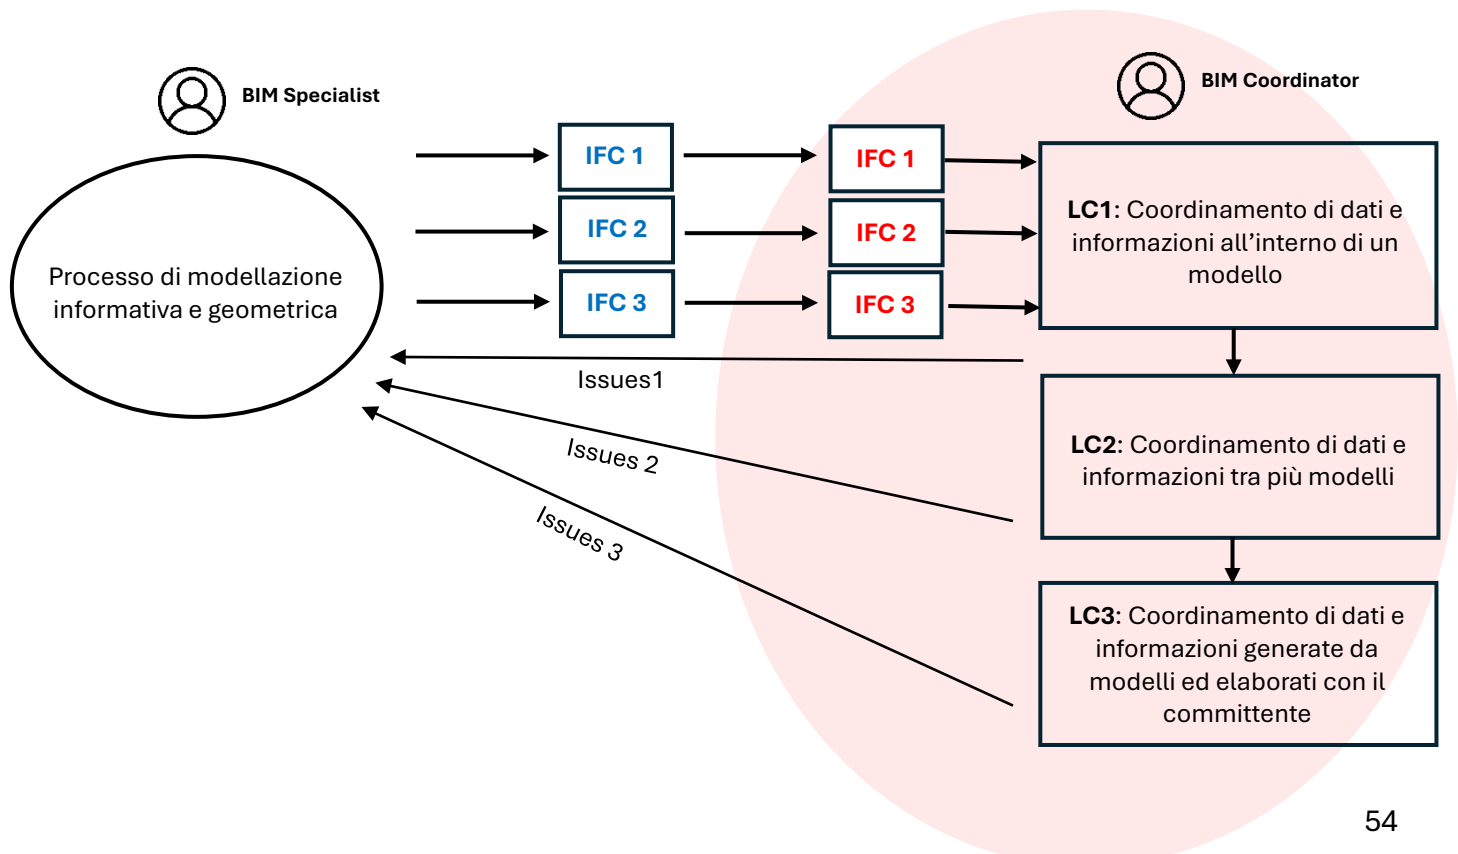 BIM Specialist
BIM Coordinator
Processo di modellazione
informativa e geometrica
IFC 1
IFC 2
IFC 3
IFC 1
IFC 2
IFC 3
LC1: Coordinamento di dati e
informazioni all’interno di un
modello
Issues1
Issues 2
Issues 3
LC2: Coordinamento di dati e
informazioni tra più modelli
LC3: Coordinamento di dati e
informazioni generate da
modelli ed elaborati con il
committente
54